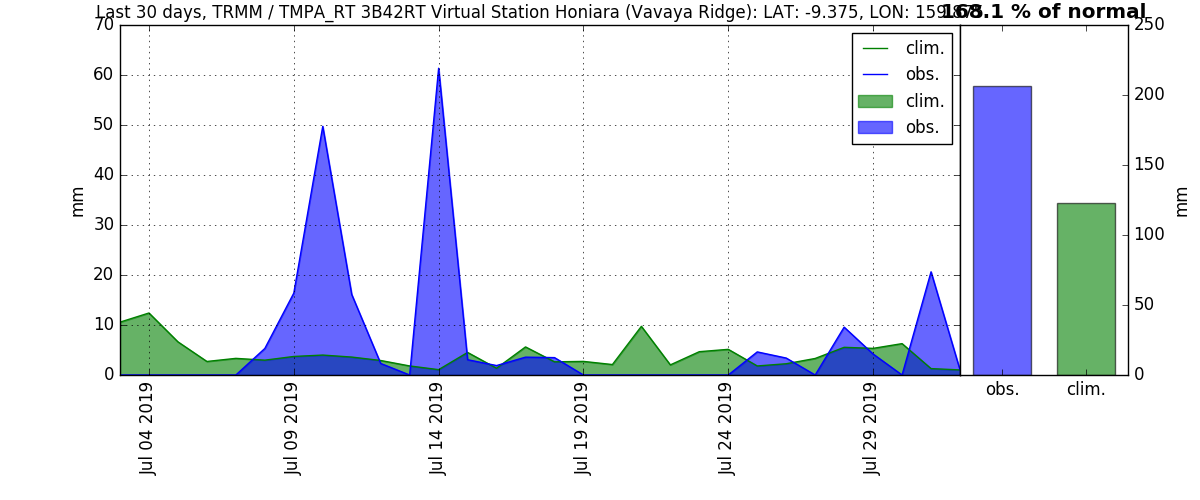 Last 30 days, TRMM / TMPA_RT 3B42RT Virtual Station Honiara (Vavaya Ridge): LAT: -9.375, LON: 159.875
168.1 % of normal
70
60
50
40
30
20
10
0
mm
clim.
obs.
clim.
obs.
Jul 04 2019
Jul 09 2019
Jul 14 2019
Jul 19 2019
Jul 24 2019
Jul 29 2019
250
200
150
100
50
0
mm
obs.
clim.